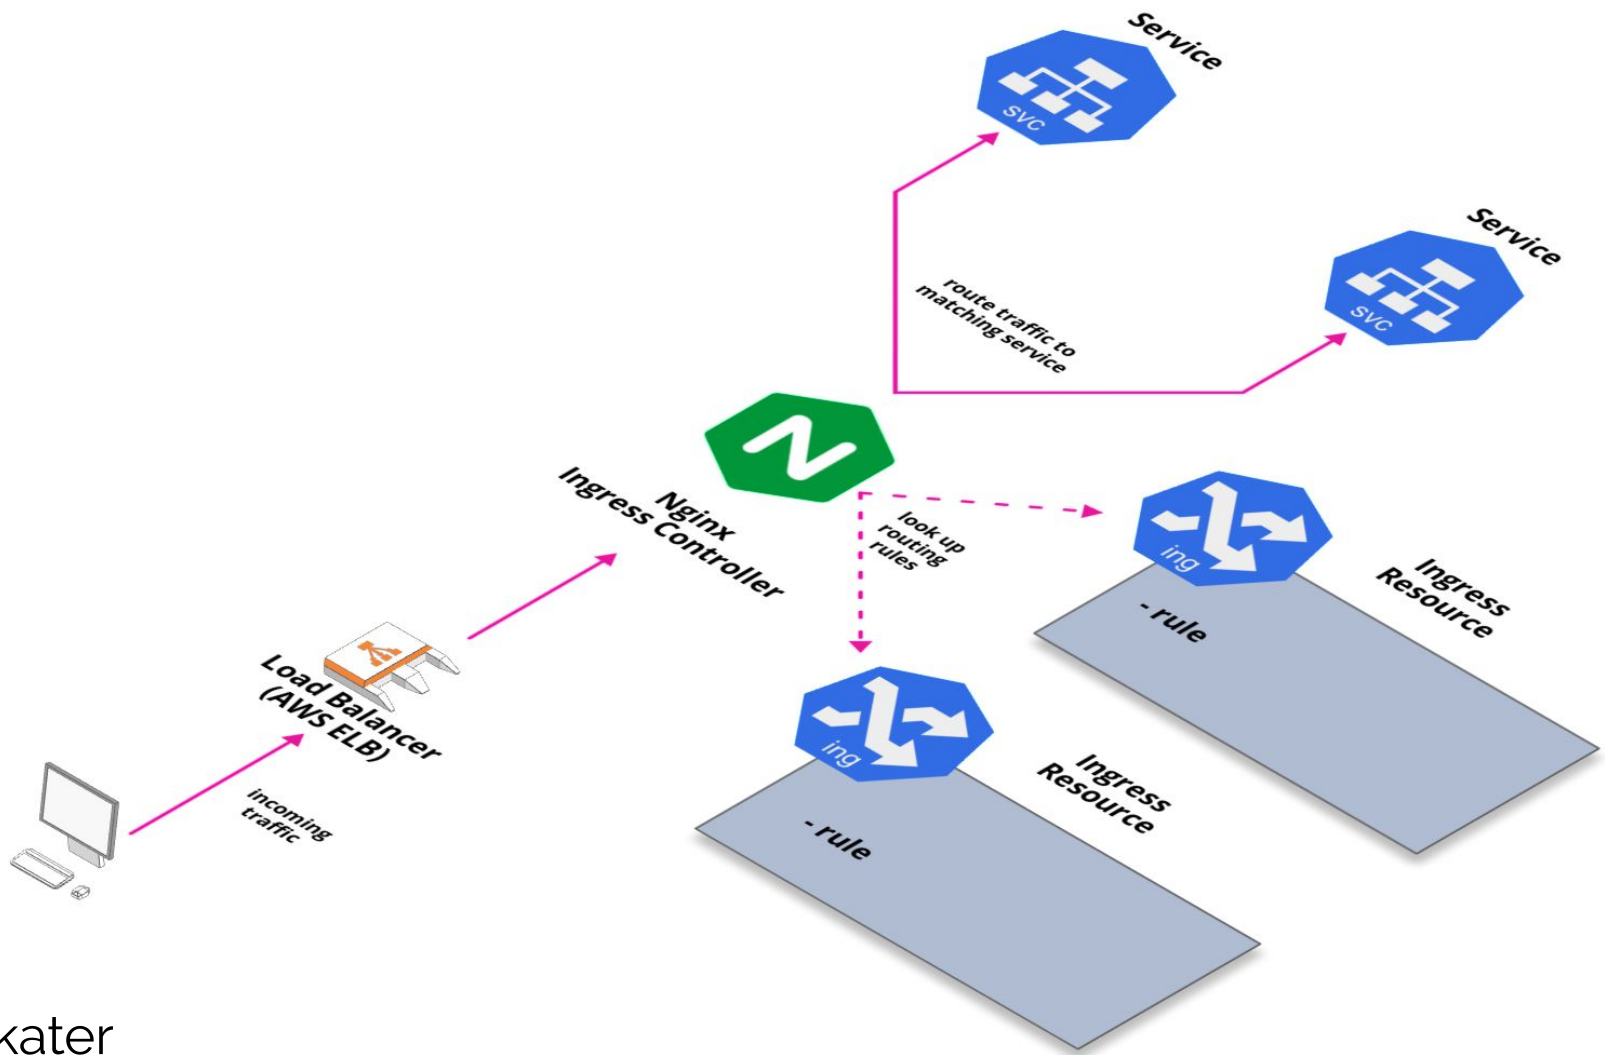 Service
svc
Service
svc
route traffic to
matching service
Nginx
Ingress Controller
look up
routing
rules
ing
Ingress
Resource
- rule
Load Balancer
(AWS ELB)
ing
Ingress
Resource
- rule
incoming
traffic
kater